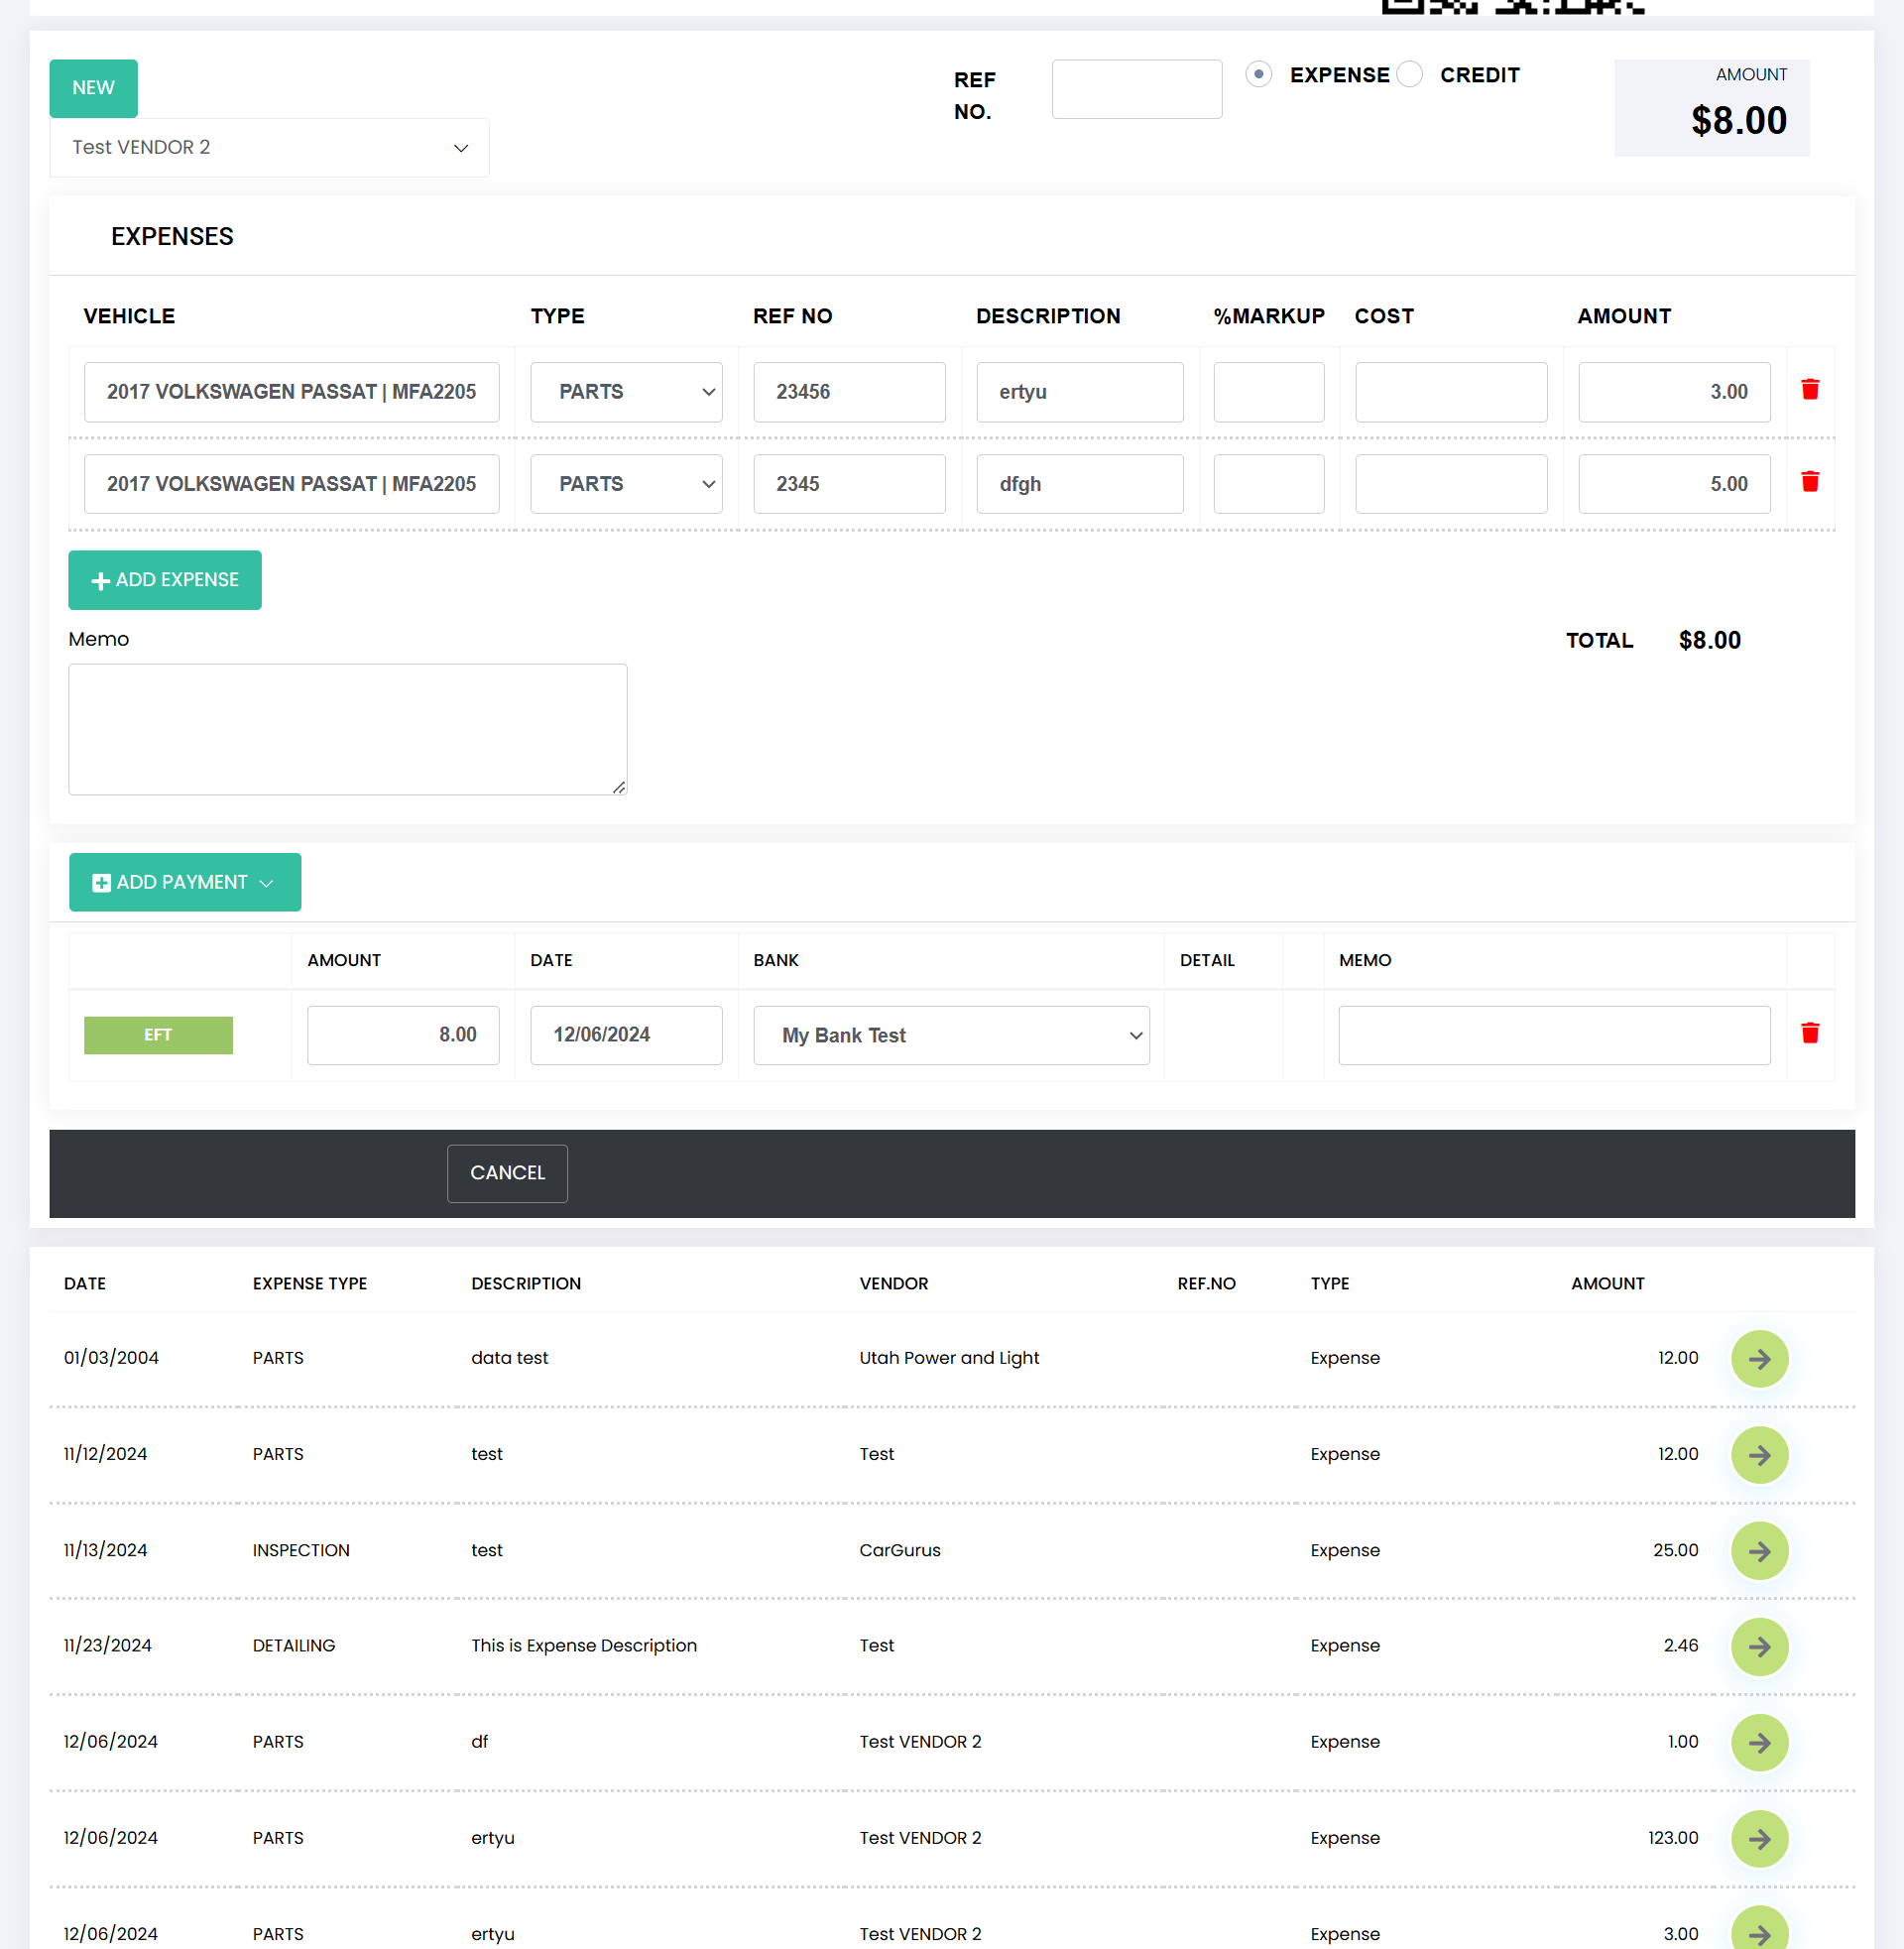 NEW
REF NO.
EXPENSE CREDIT
AMOUNT
$8.00
Test VENDOR 2
EXPENSES
VEHICLE TYPE REF NO DESCRIPTION %MARKUP COST AMOUNT
2017 VOLKSWAGEN PASSAT | MFA2205 PARTS 23456 ertyu 3.00
2017 VOLKSWAGEN PASSAT | MFA2205 PARTS 2345 dfgh 5.00
ADD EXPENSE
Memo
TOTAL $8.00
ADD PAYMENT
AMOUNT DATE BANK DETAIL MEMO
EFT 8.00 12/06/2024 My Bank Test
CANCEL
DATE EXPENSE TYPE DESCRIPTION VENDOR REF.NO TYPE AMOUNT
01/03/2004 PARTS data test Utah Power and Light Expense 12.00
11/12/2024 PARTS test Test Expense 12.00
11/13/2024 INSPECTION test CarGurus Expense 25.00
11/23/2024 DETAILING This is Expense Description Test Expense 2.46
12/06/2024 PARTS df Test VENDOR 2 Expense 1.00
12/06/2024 PARTS ertyu Test VENDOR 2 Expense 123.00
12/06/2024 PARTS ertyu Test VENDOR 2 Expense 3.00